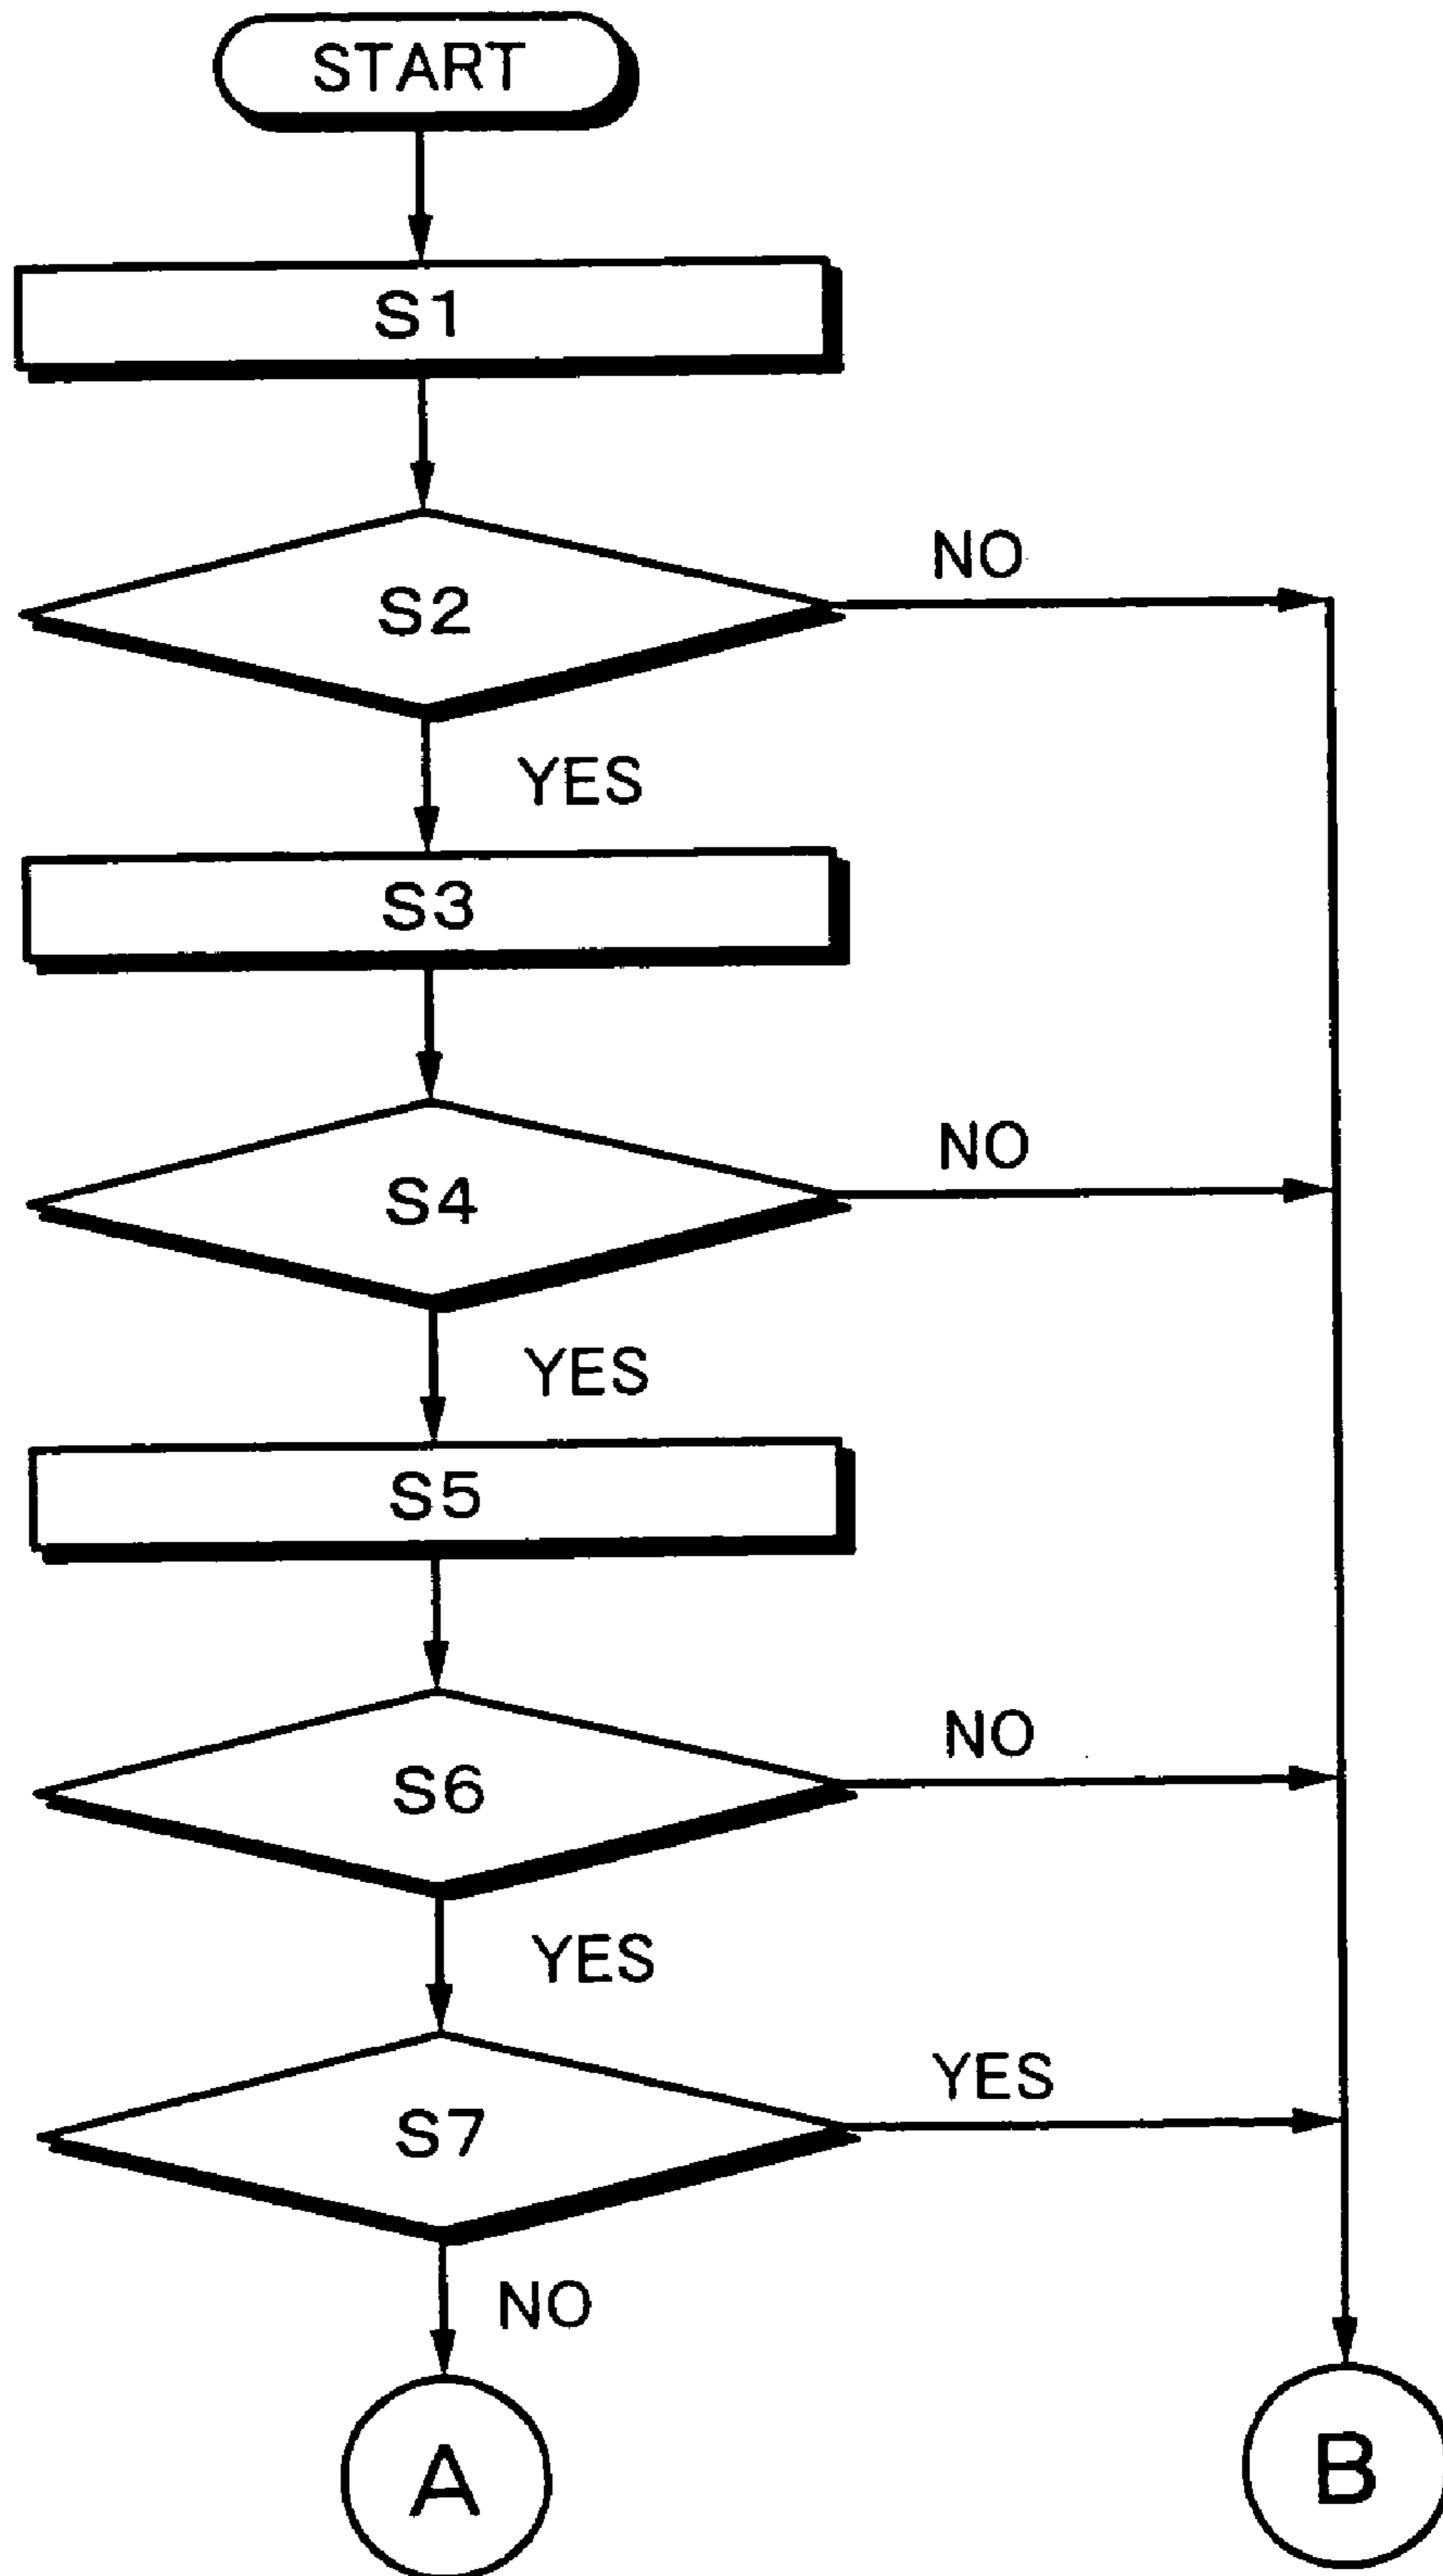 START
S1
S2
NO
YES
S3
S4
NO
YES
S5
S6
NO
YES
S7
YES
NO
A
B